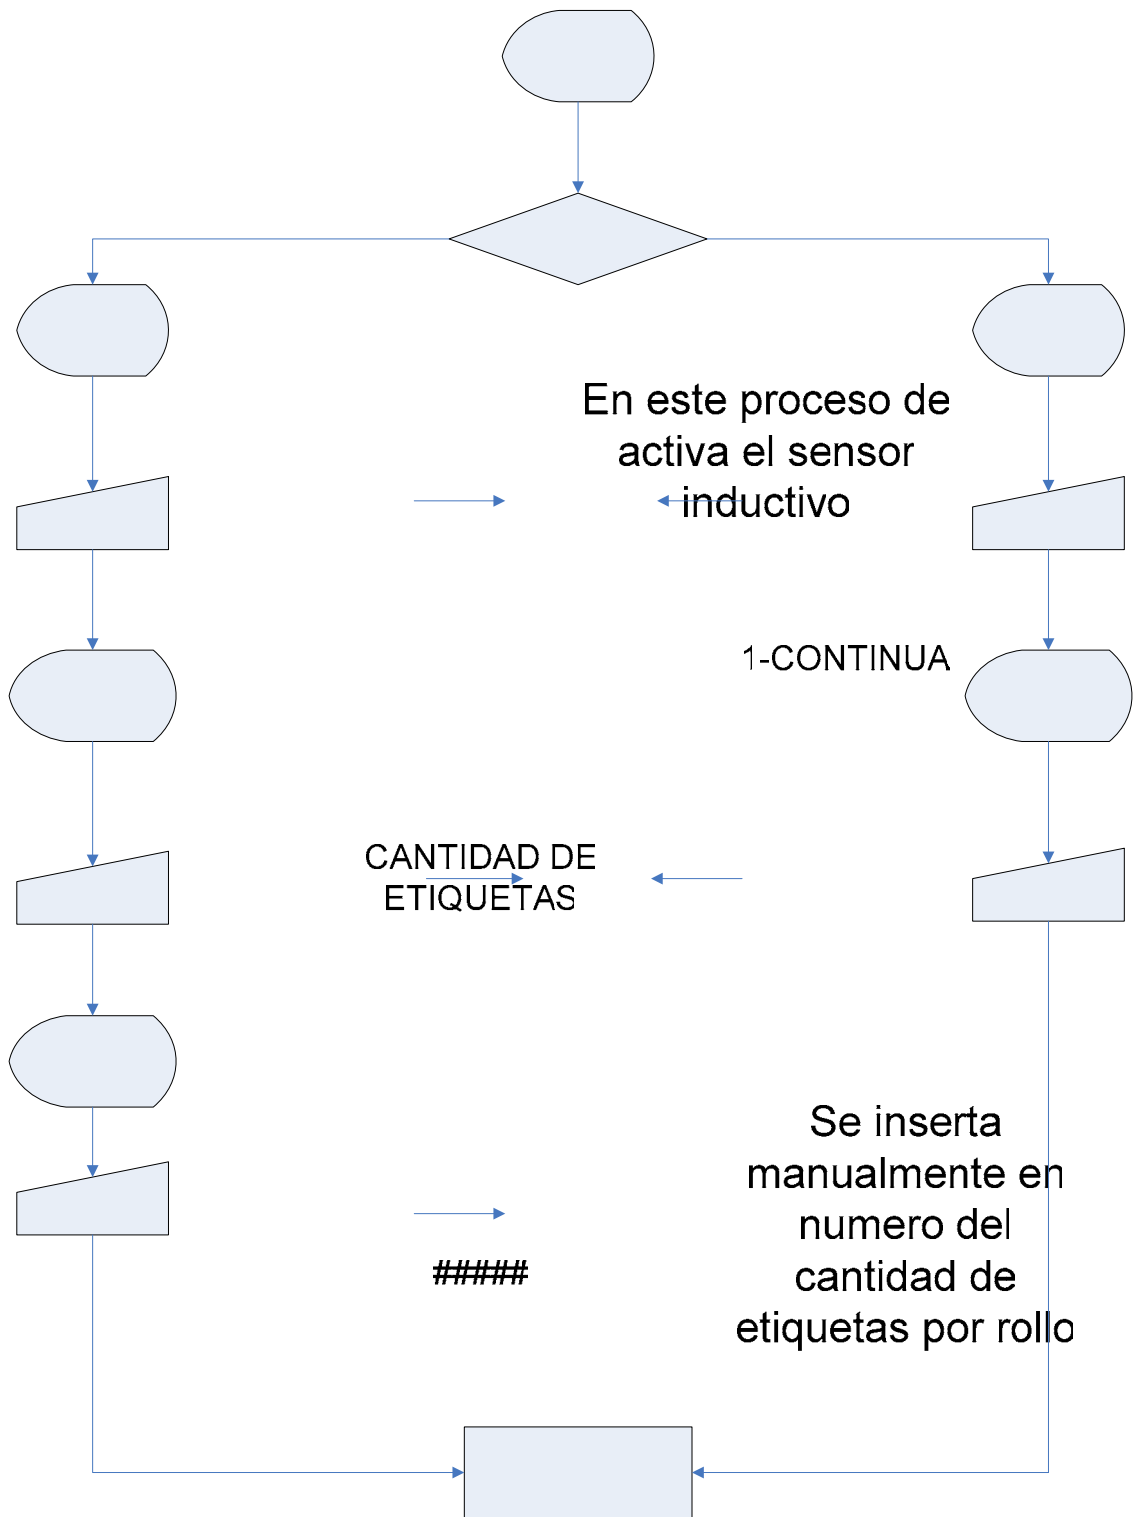 En este proceso de
activa el sensor
inductivo
1-CONTINUA
CANTIDAD DE
ETIQUETAS
Se inserta
manualmente en
numero del
cantidad de
etiquetas por rollo
#####